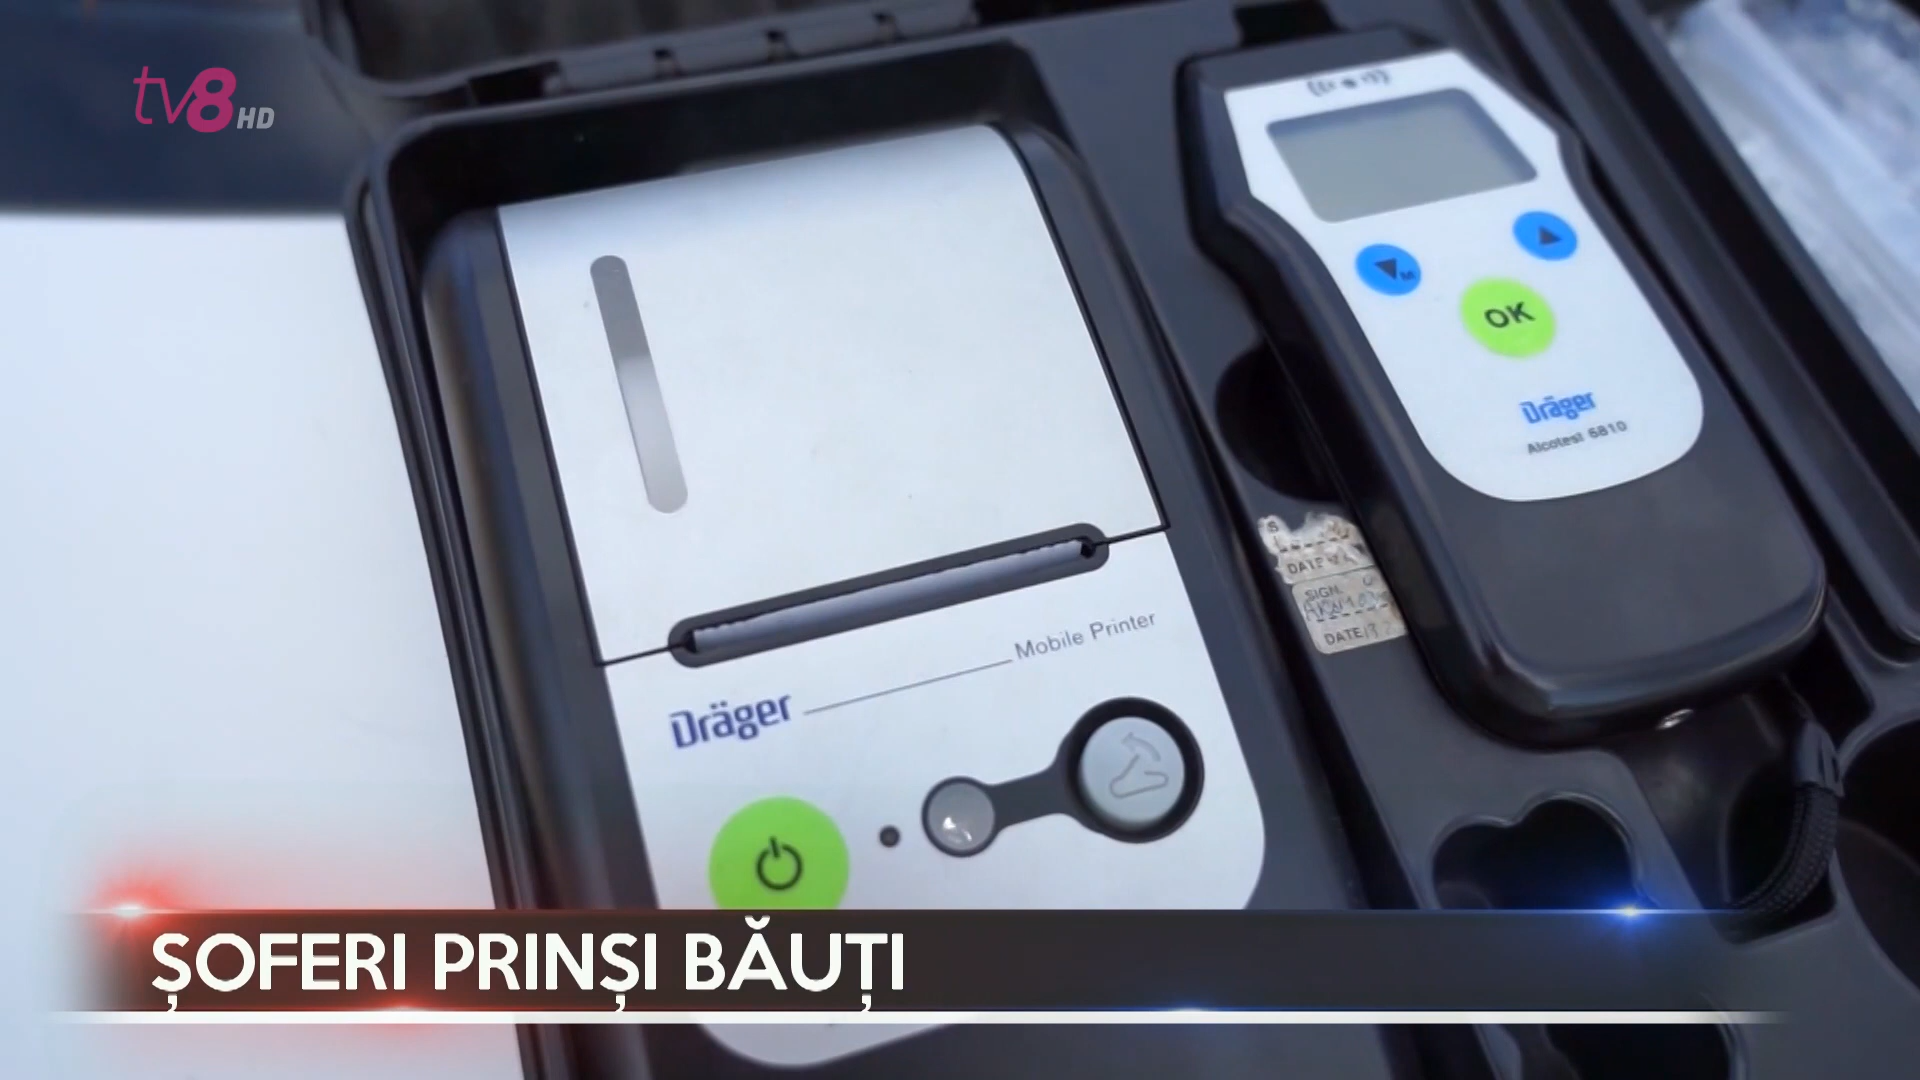 tv8 HD
M
OK
Dräger
Alcotest 6810
S
DATE
SIGN.
DATE
Mobile Printer
Dräger
ȘOFERI PRINȘI BĂUȚI